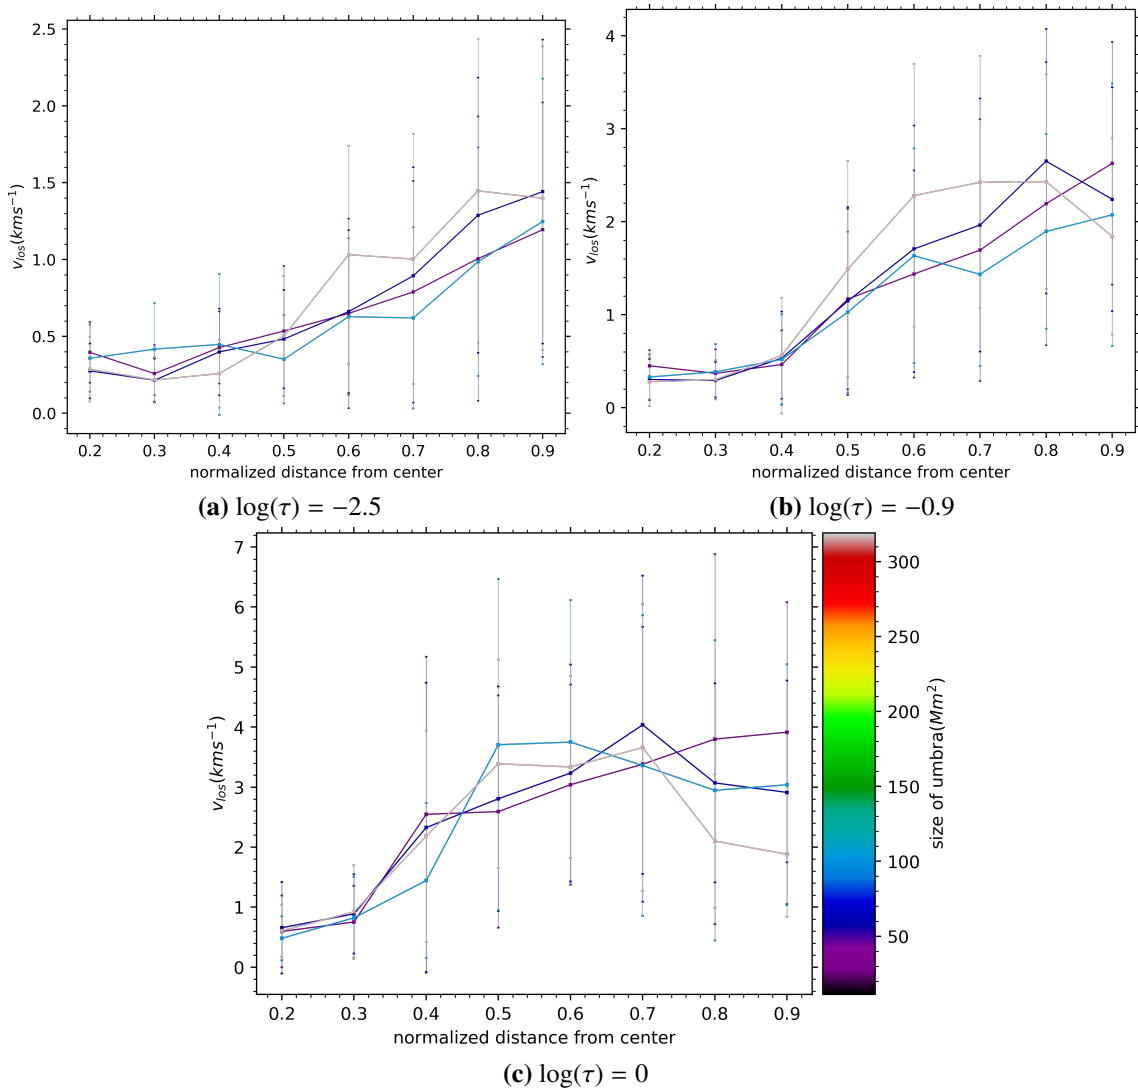 2.5
2.0
1.5
1.0
0.5
0.0
v_los(kms⁻¹)
0.2 0.3 0.4 0.5 0.6 0.7 0.8 0.9
normalized distance from center
(a) log(τ) = −2.5
4
3
2
1
0
v_los(kms⁻¹)
0.2 0.3 0.4 0.5 0.6 0.7 0.8 0.9
normalized distance from center
(b) log(τ) = −0.9
7
6
5
4
3
2
1
0
v_los(kms⁻¹)
0.2 0.3 0.4 0.5 0.6 0.7 0.8 0.9
normalized distance from center
300
250
200
150
100
50
size of umbra(Mm²)
(c) log(τ) = 0